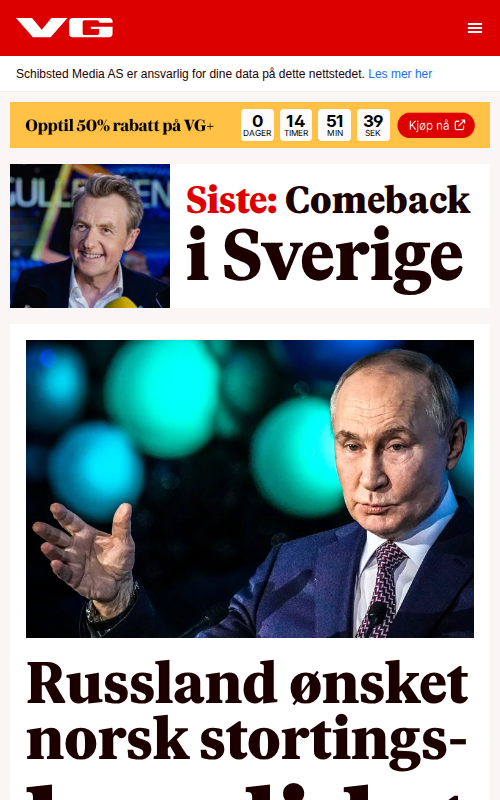 VG
Schibsted Media AS er ansvarlig for dine data på dette nettstedet. Les mer her
Opptil 50% rabatt på VG+
0 14 51 39
DAGER TIMER MIN SEK
Kjøp nå
Siste: Comeback
i Sverige
Russland ønsket
norsk stortings-